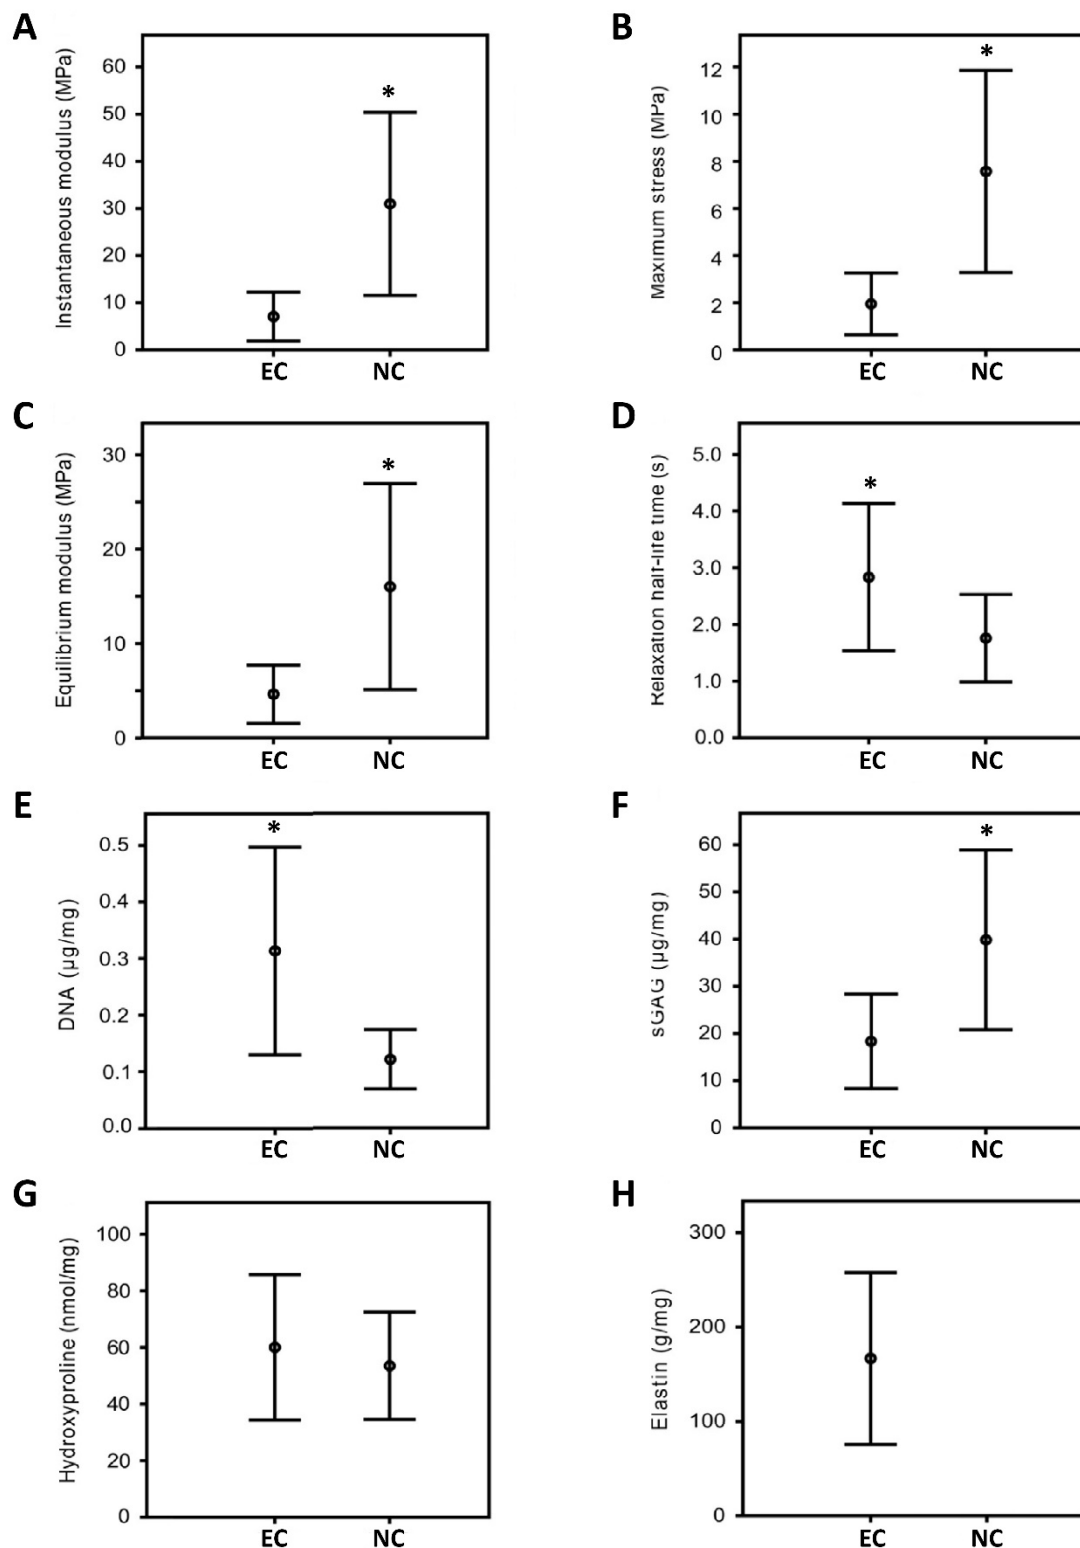 A
Instantaneous modulus (MPa)
60
50
40
30
20
10
0
*
EC
NC
B
Maximum stress (MPa)
12
10
8
6
4
2
0
*
EC
NC
C
Equilibrium modulus (MPa)
30
20
10
0
*
EC
NC
D
Relaxation half-life time (s)
5.0
4.0
3.0
2.0
1.0
0.0
*
EC
NC
E
DNA (µg/mg)
0.5
0.4
0.3
0.2
0.1
0.0
*
EC
NC
F
sGAG (µg/mg)
60
50
40
30
20
10
0
*
EC
NC
G
Hydroxyproline (nmol/mg)
100
80
60
40
20
0
EC
NC
H
Elastin (g/mg)
300
200
100
0
EC
NC